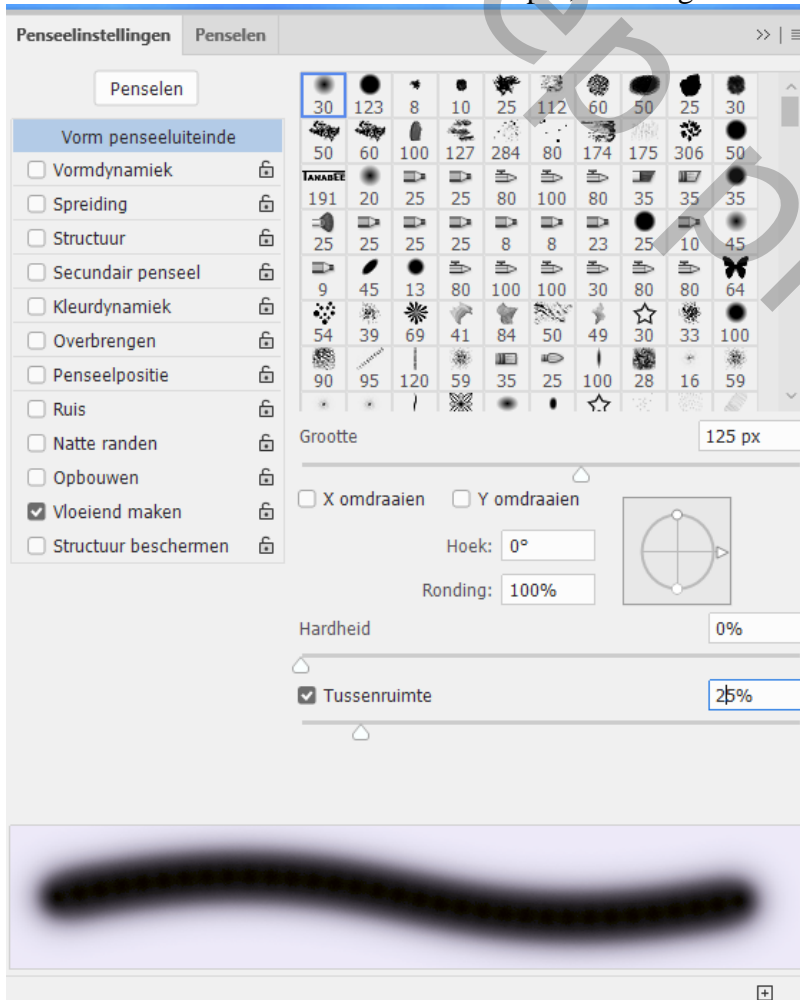 Penseelinstellingen Penselen
Penselen
30 123 8 10 25 112 60 50 25 30
50 60 100 127 284 80 174 175 306 50
TANABEE
191 20 25 25 80 100 80 35 35 35
25 25 25 25 8 8 23 25 10 45
9 45 13 80 100 100 30 80 80 64
54 39 69 41 84 50 49 30 33 100
90 95 120 59 35 25 100 28 16 59
Vorm penseeluiteinde
Vormdynamiek
Spreiding
Structuur
Secundair penseel
Kleurdynamiek
Overbrengen
Penseelpositie
Ruis
Natte randen
Opbouwen
Vloeiend maken
Structuur beschermen
Grootte 125 px
X omdraaien Y omdraaien
Hoek: 0°
Ronding: 100%
Hardheid 0%
Tussenruimte 25%